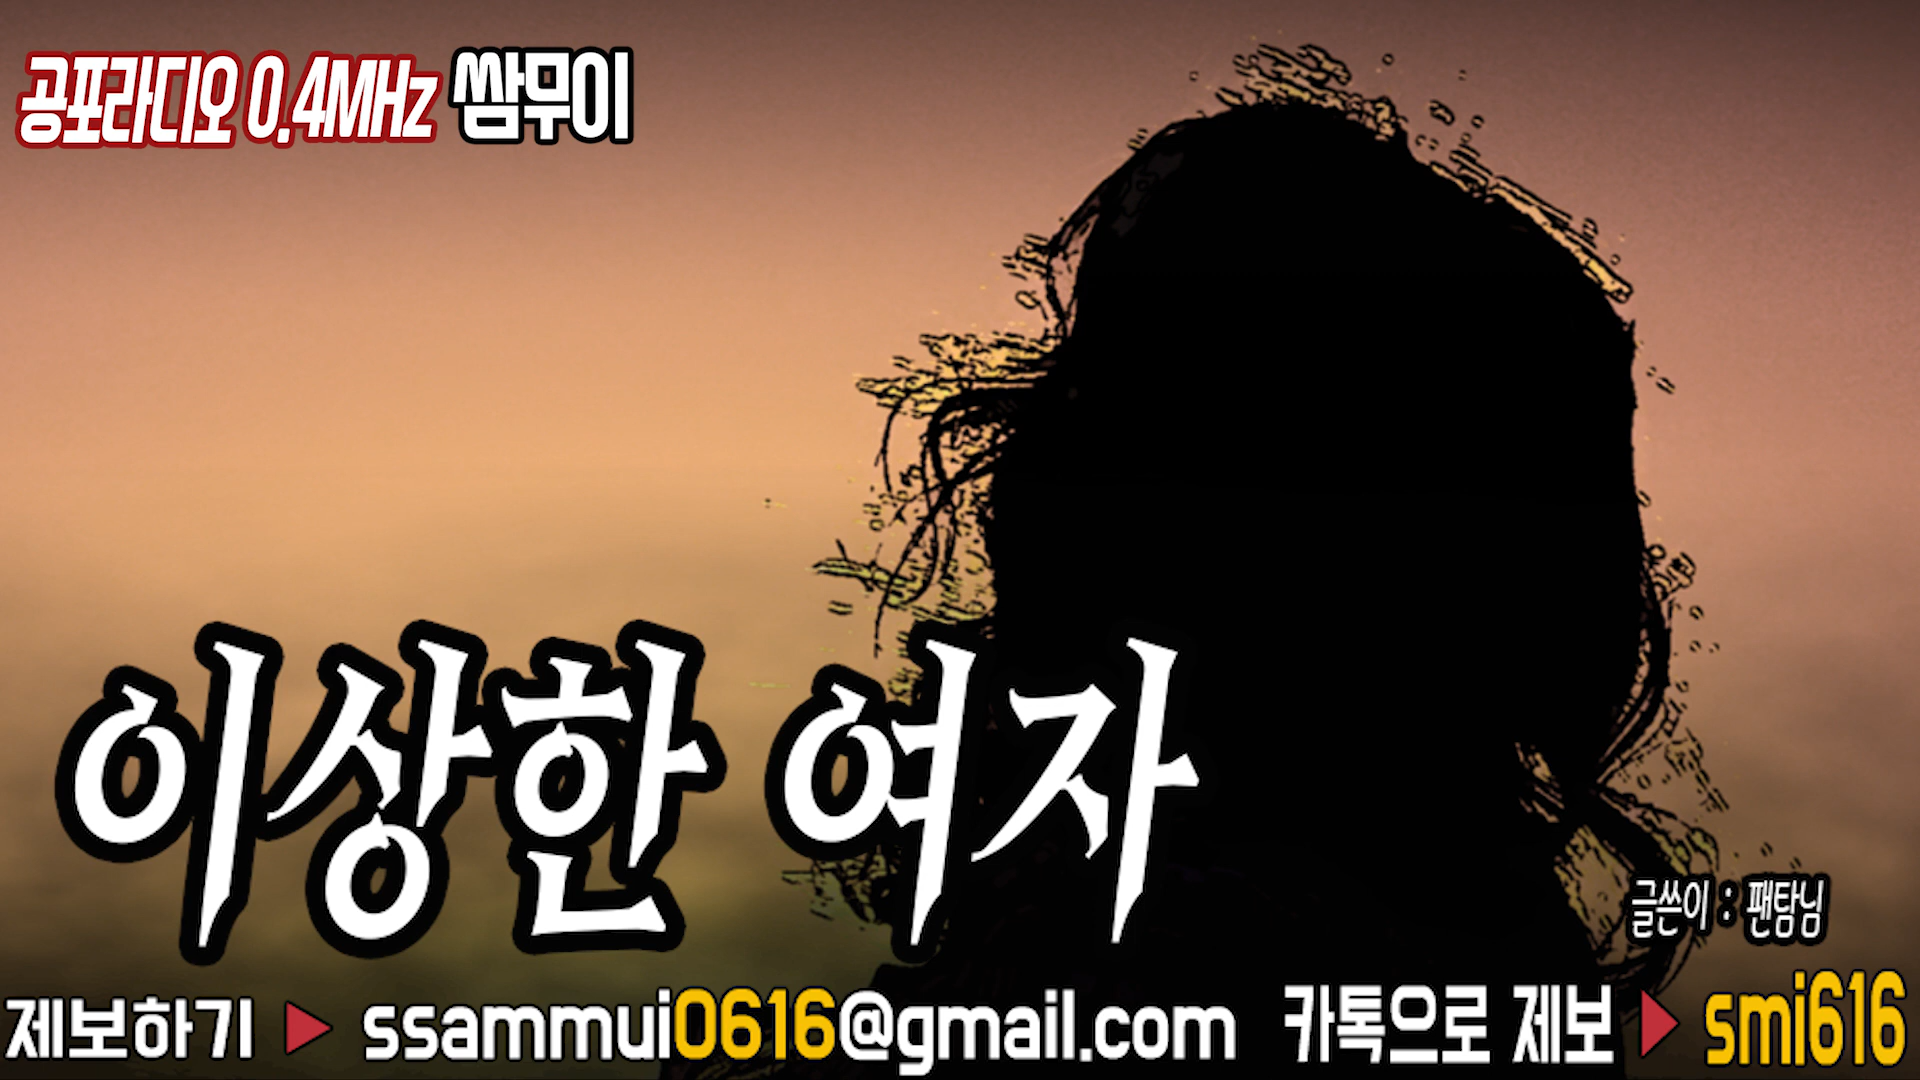 공포라디오 0.4MHz 쌈무이
이상한 여자
글쓴이 : 팬탐님
제보하기 ▶ ssammui0616@gmail.com 카톡으로 제보 ▶ smi616